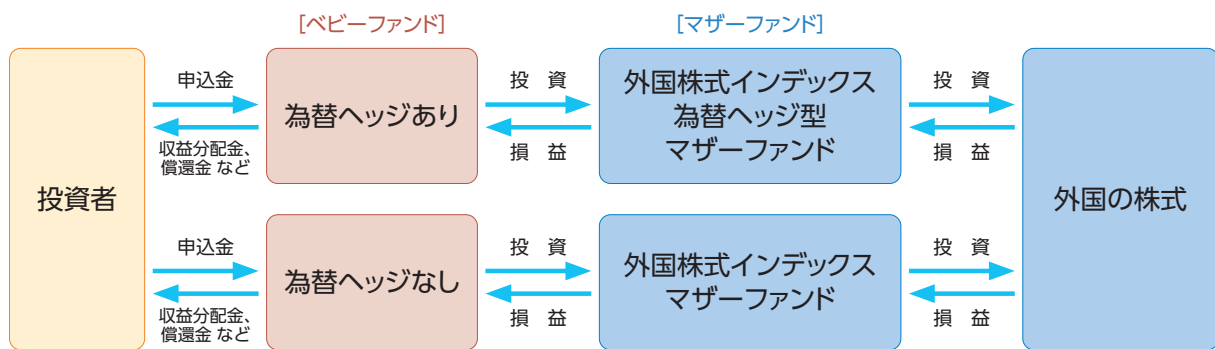 [ベビーファンド]
[マザーファンド]
投資者
申込金
収益分配金、
償還金 など
為替ヘッジあり
投 資
損 益
外国株式インデックス
為替ヘッジ型
マザーファンド
投 資
損 益
外国の株式
申込金
収益分配金、
償還金 など
為替ヘッジなし
投 資
損 益
外国株式インデックス
マザーファンド
投 資
損 益